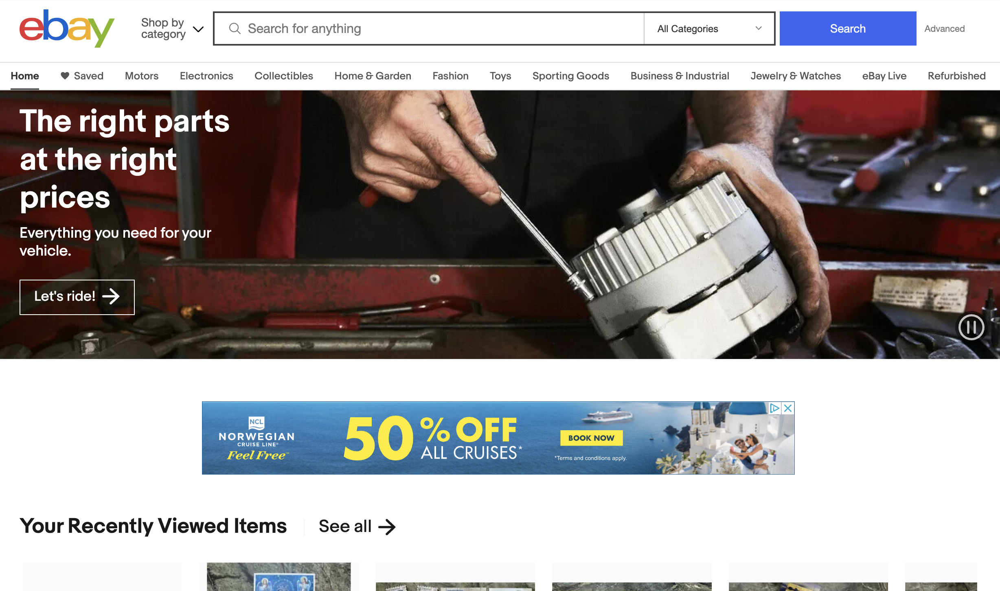 ebay
Shop by
category
Search for anything
All Categories
Search
Advanced
Home
Saved
Motors
Electronics
Collectibles
Home & Garden
Fashion
Toys
Sporting Goods
Business & Industrial
Jewelry & Watches
eBay Live
Refurbished
The right parts
at the right
prices
Everything you need for your
vehicle.
Let's ride!
NCL
NORWEGIAN
CRUISE LINE®
Feel Free™
50% OFF
ALL CRUISES*
BOOK NOW
*Terms and conditions apply.
Your Recently Viewed Items
See all